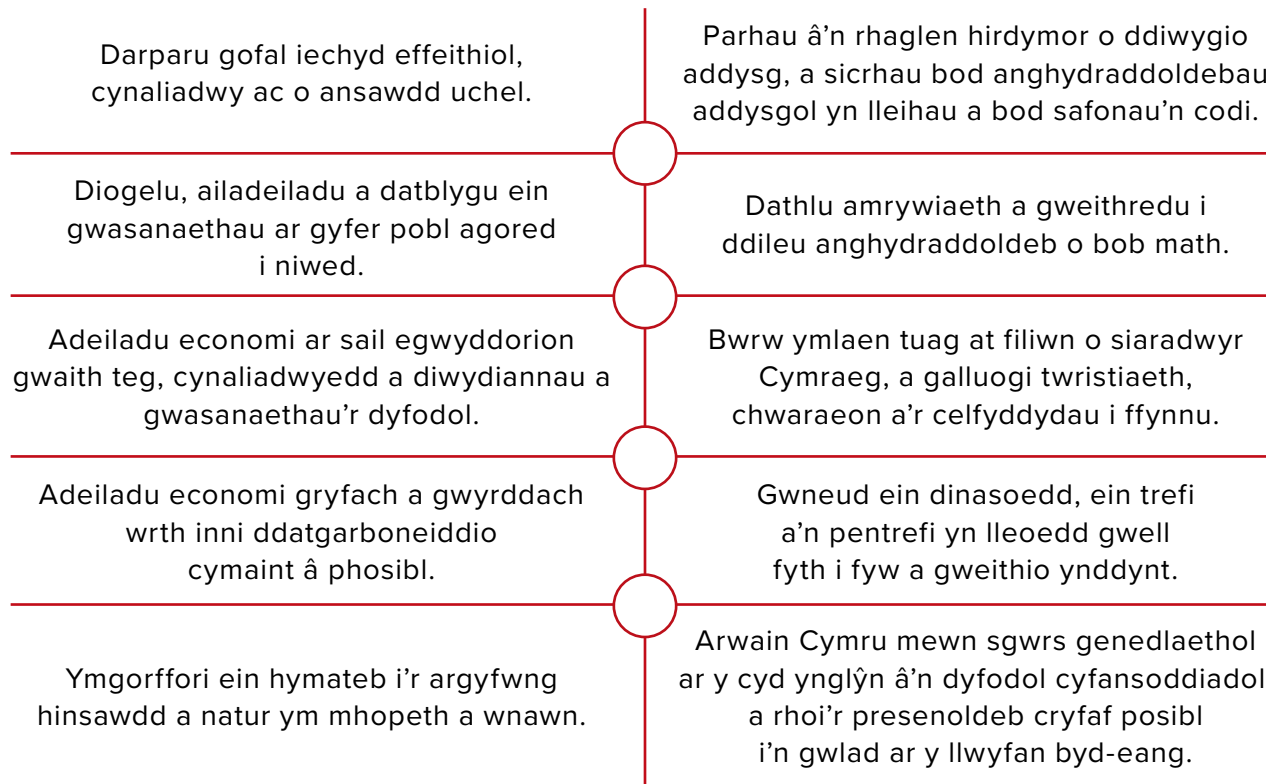 Darparu gofal iechyd effeithiol,
cynaliadwy ac o ansawdd uchel.
Parhau â’n rhaglen hirdymor o ddiwygio
addysg, a sicrhau bod anghydraddoldebau
addysgol yn lleihau a bod safonau’n codi.
Diogelu, ailadeiladu a datblygu ein
gwasanaethau ar gyfer pobl agored
i niwed.
Dathlu amrywiaeth a gweithredu i
ddileu anghydraddoldeb o bob math.
Adeiladu economi ar sail egwyddorion
gwaith teg, cynaliadwyedd a diwydiannau a
gwasanaethau’r dyfodol.
Bwrw ymlaen tuag at filiwn o siaradwyr
Cymraeg, a galluogi twristiaeth,
chwaraeon a’r celfyddydau i ffynnu.
Adeiladu economi gryfach a gwyrddach
wrth inni ddatgarboneiddio
cymaint â phosibl.
Gwneud ein dinasoedd, ein trefi
a’n pentrefi yn lleoedd gwell
fyth i fyw a gweithio ynddynt.
Ymgorffori ein hymateb i’r argyfwng
hinsawdd a natur ym mhopeth a wnawn.
Arwain Cymru mewn sgwrs genedlaethol
ar y cyd ynglŷn â’n dyfodol cyfansoddiadol
a rhoi’r presenoldeb cryfaf posibl
i’n gwlad ar y llwyfan byd-eang.